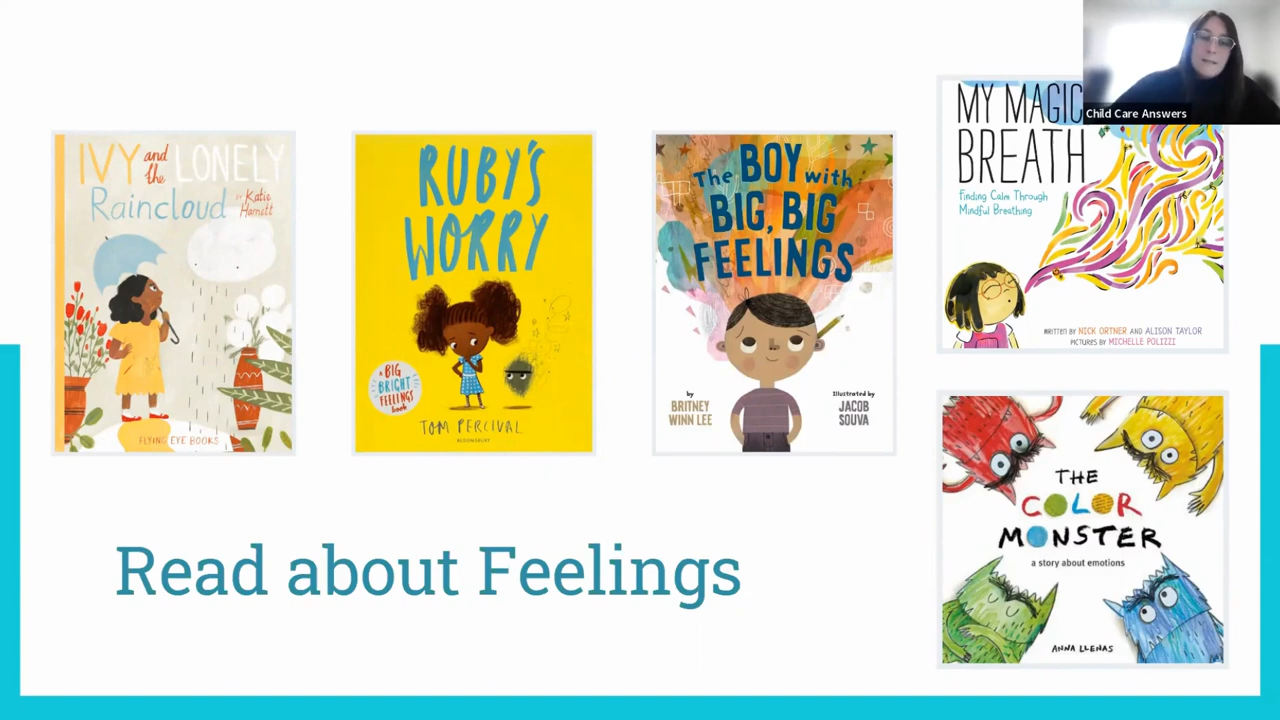 IVY and the LONELY
Raincloud by Katie Harnett
FLYING EYE BOOKS
RUBY'S
WORRY
A BIG
BRIGHT
FEELINGS
book
TOM PERCIVAL
BLOOMSBURY
The BOY with
BIG, BIG
FEELINGS
by
BRITNEY
WINN LEE
Illustrated by
JACOB
SOUVA
MY MAGIC
BREATH
Finding Calm Through
Mindful Breathing
WRITTEN BY NICK ORTNER AND ALISON TAYLOR
PICTURES BY MICHELLE POLIZZI
Child Care Answers
THE
COLOR
MONSTER
a story about emotions
ANNA LLENAS
Read about Feelings